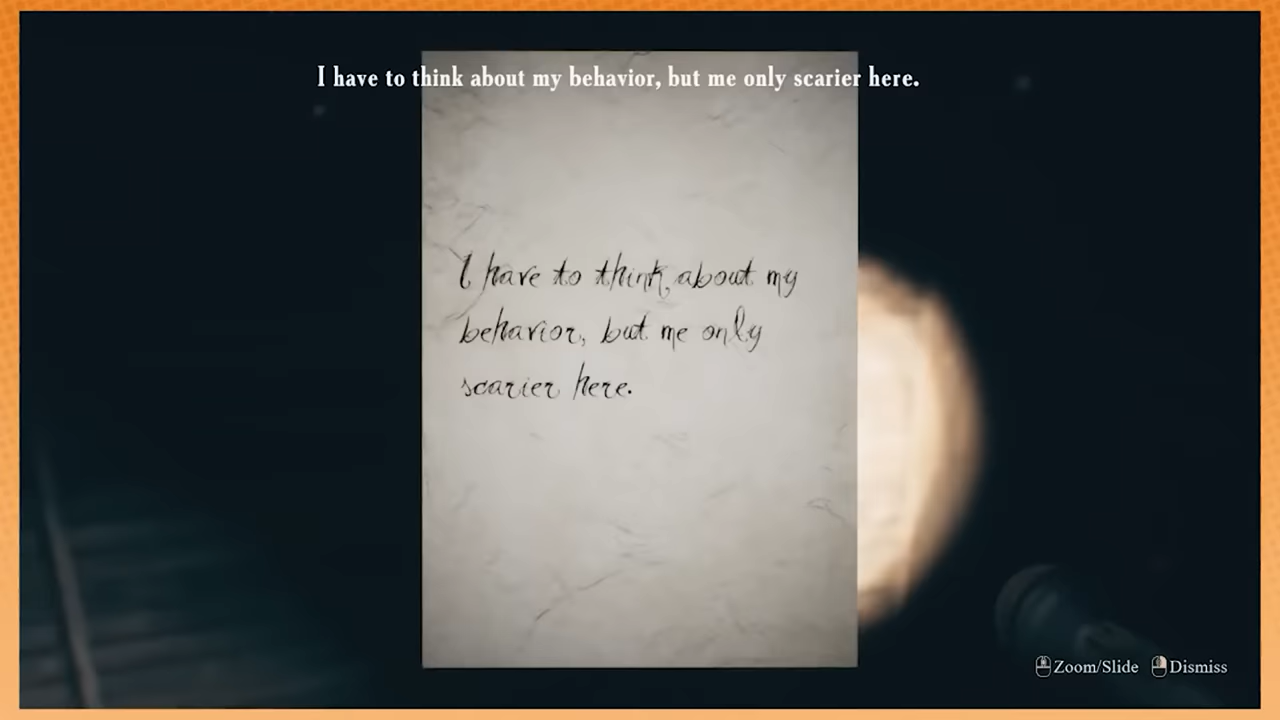 I have to think about my behavior, but me only scarier here.
I have to think about my
behavior, but me only
scarier here.
Zoom/Slide Dismiss